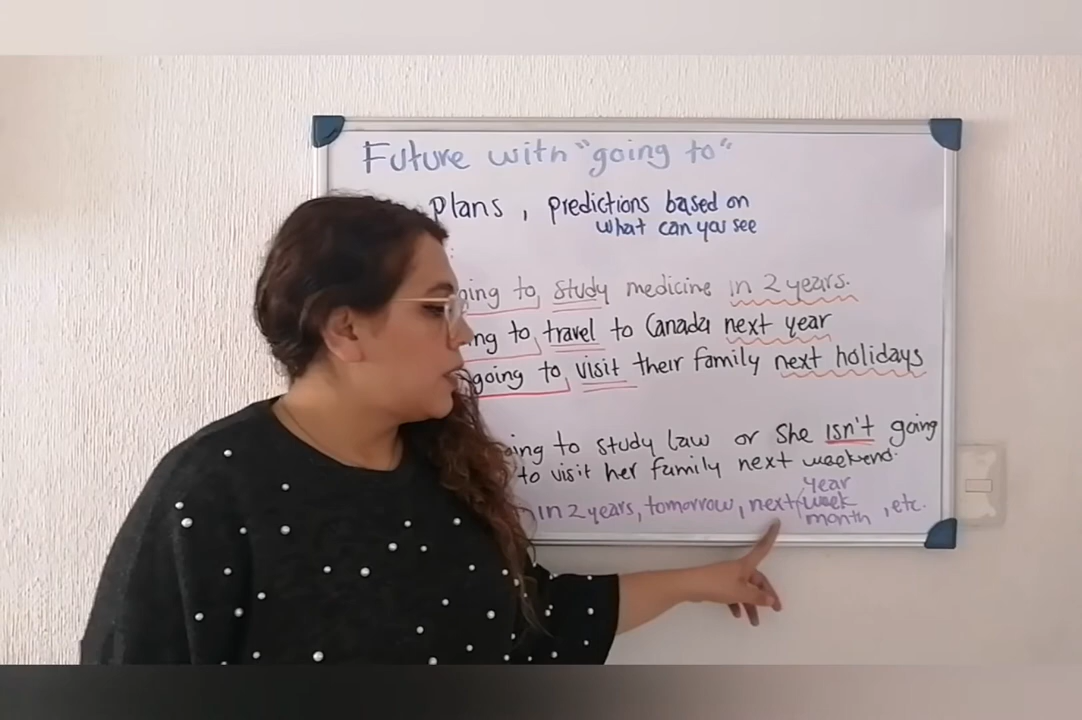 Future with "going to"
plans, predictions based on
what can you see
going to study medicine in 2 years.
to travel to Canada next year
going to visit their family next holidays
to study law or She isn't going
to visit her family next weekend.
year
in 2 years, tomorrow, next week, etc.
month